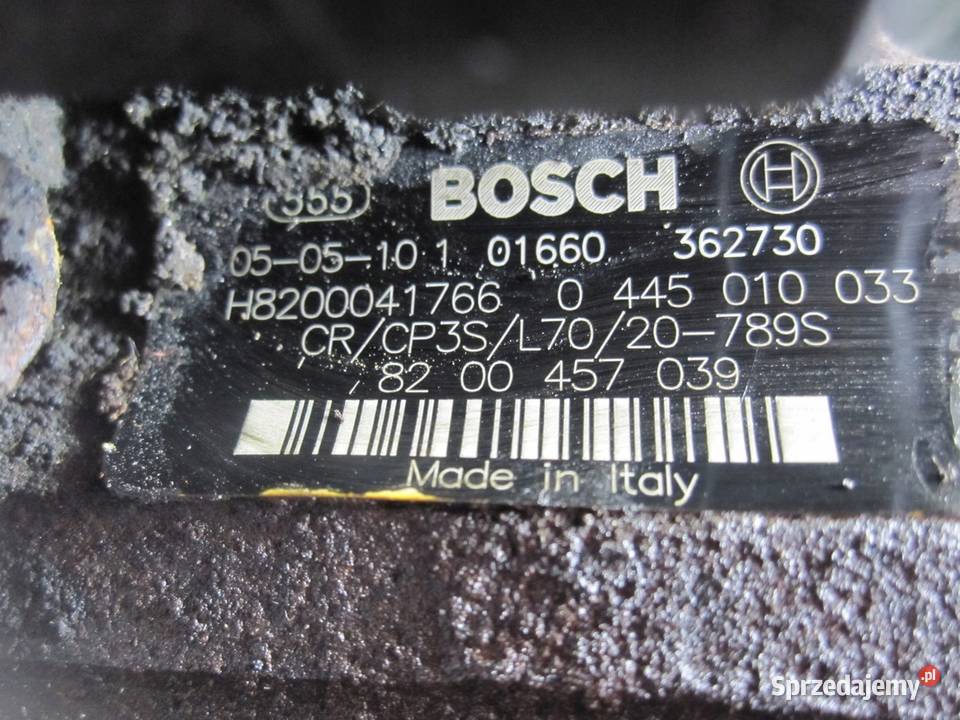 555
BOSCH
05-05-10 1 01660 362730
H8200041766 0 445 010 033
CR/CP3S/L70/20-789S
82 00 457 039
Made in Italy
Sprzedajemy.pl